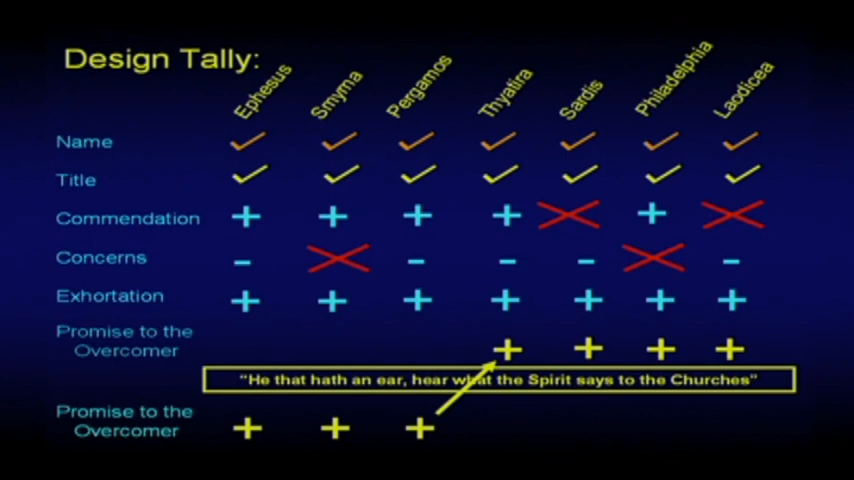 Design Tally:
Ephesus Smyrna Pergamos Thyatira Sardis Philadelphia Laodicea
Name
Title
Commendation + + + + +
Concerns – – – – –
Exhortation + + + + + + +
Promise to the
Overcomer + + + +
"He that hath an ear, hear what the Spirit says to the Churches"
Promise to the
Overcomer + + +